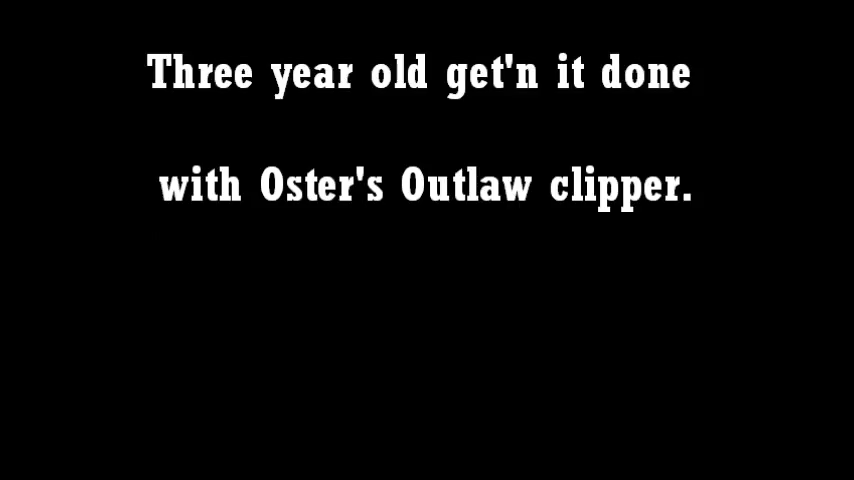 Three year old get'n it done
with Oster's Outlaw clipper.